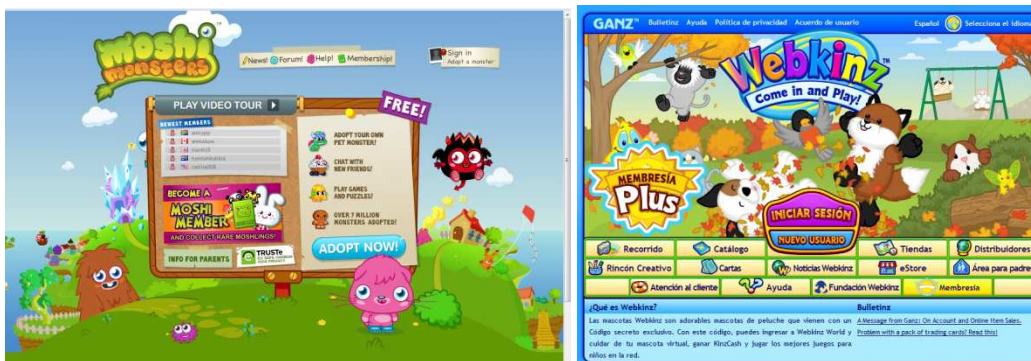 moshi
monsters
News! Forum! Help! Membership!
Sign in
Adopt a monster
PLAY VIDEO TOUR
FREE!
NEWEST MEMBERS
ADOPT YOUR OWN
PET MONSTER!
CHAT WITH
NEW FRIENDS!
PLAY GAMES
AND PUZZLES!
OVER 7 MILLION
MONSTERS ADOPTED!
BECOME A
MOSHI
MEMBER
AND COLLECT RARE MOSHLINGS!
INFO FOR PARENTS
TRUSTe
ADOPT NOW!
GANZ™ Bulletinz Ayuda Política de privacidad Acuerdo de usuario Español Selecciona el idioma
Webkinz™
Come in and Play!
MEMBRESÍA
Plus
INICIAR SESIÓN
NUEVO USUARIO
Recorrido Catálogo Tiendas Distribuidores
Rincón Creativo Cartas Noticias Webkinz eStore Área para padre
Atención al cliente Ayuda Fundación Webkinz Membresía
¿Qué es Webkinz?
Las mascotas Webkinz son adorables mascotas de peluche que vienen con un
Código secreto exclusivo. Con este código, puedes ingresar a Webkinz World y
cuidar de tu mascota virtual, ganar KinzCash y jugar los mejores juegos para
niños en la red.
Bulletinz
A Message from Ganz: On Account and Online Item Sales.
Problem with a pack of trading cards? Read this!